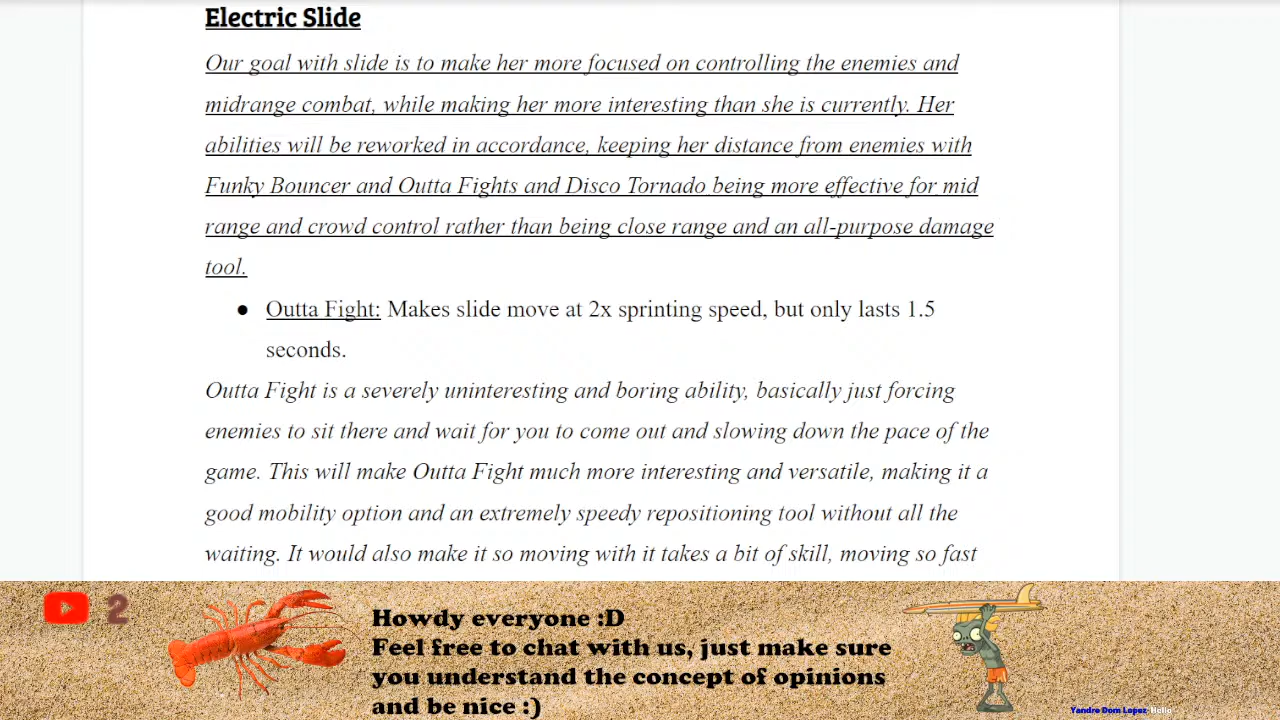 Electric Slide
Our goal with slide is to make her more focused on controlling the enemies and
midrange combat, while making her more interesting than she is currently. Her
abilities will be reworked in accordance, keeping her distance from enemies with
Funky Bouncer and Outta Fights and Disco Tornado being more effective for mid
range and crowd control rather than being close range and an all-purpose damage
tool.
● Outta Fight: Makes slide move at 2x sprinting speed, but only lasts 1.5
seconds.
Outta Fight is a severely uninteresting and boring ability, basically just forcing
enemies to sit there and wait for you to come out and slowing down the pace of the
game. This will make Outta Fight much more interesting and versatile, making it a
good mobility option and an extremely speedy repositioning tool without all the
waiting. It would also make it so moving with it takes a bit of skill, moving so fast
2
Howdy everyone :D
Feel free to chat with us, just make sure
you understand the concept of opinions
and be nice :)
Yandre Dom Lopez: Hello